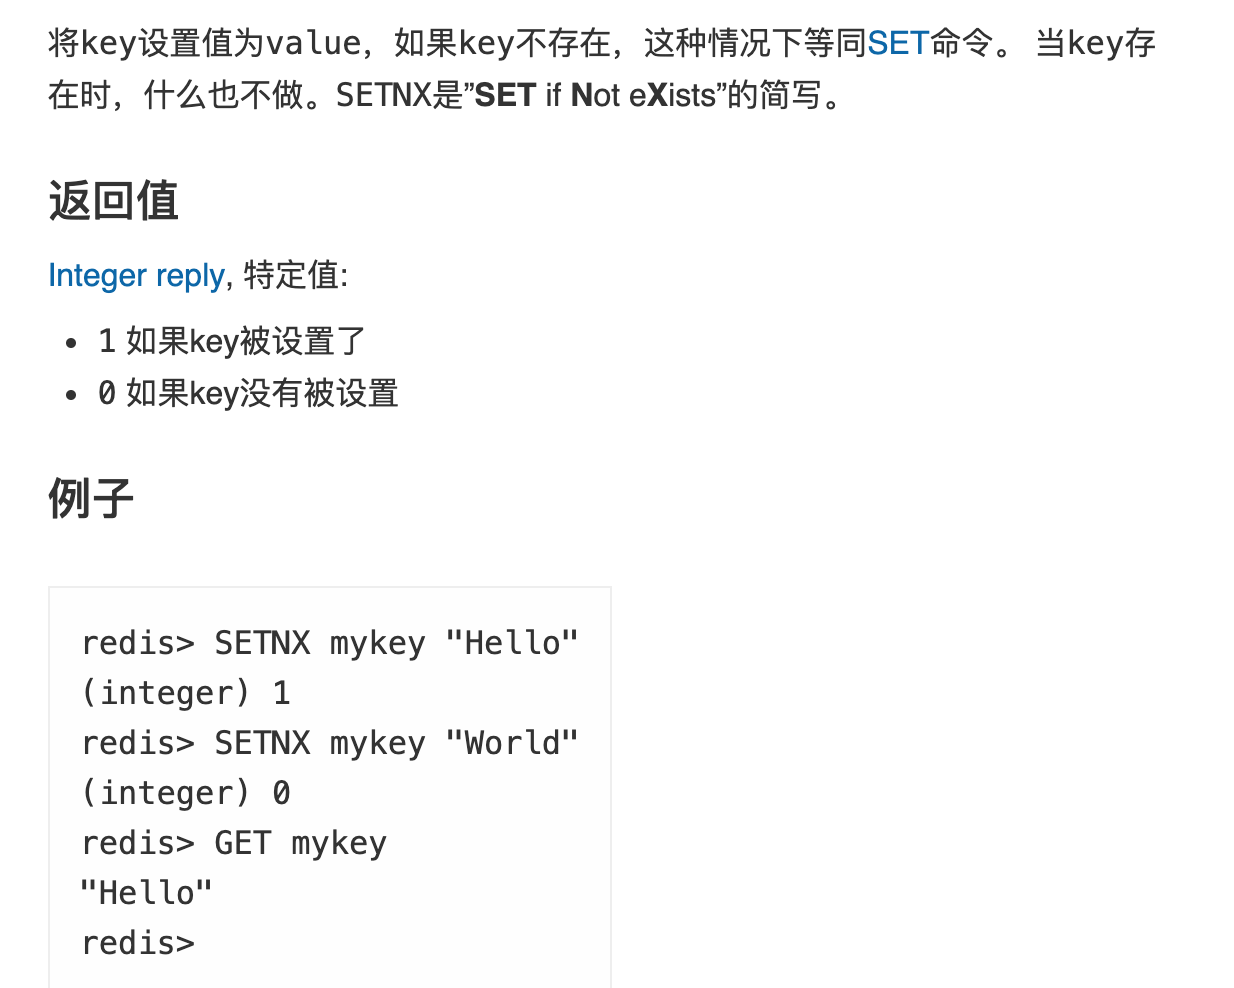 将key设置值为value，如果key不存在，这种情况下等同SET命令。 当key存
在时，什么也不做。SETNX是”SET if Not eXists”的简写。
返回值
Integer reply, 特定值:
• 1 如果key被设置了
• 0 如果key没有被设置
例子
redis> SETNX mykey "Hello"
(integer) 1
redis> SETNX mykey "World"
(integer) 0
redis> GET mykey
"Hello"
redis>